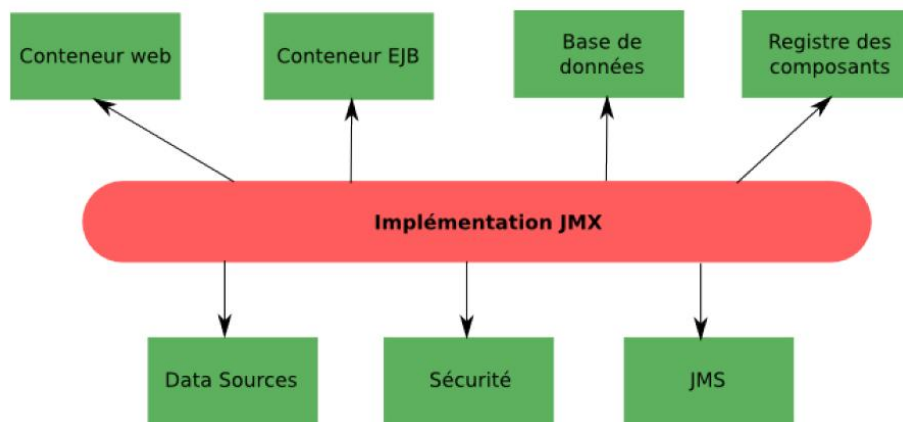 Conteneur web
Conteneur EJB
Base de
données
Registre des
composants
Implémentation JMX
Data Sources
Sécurité
JMS